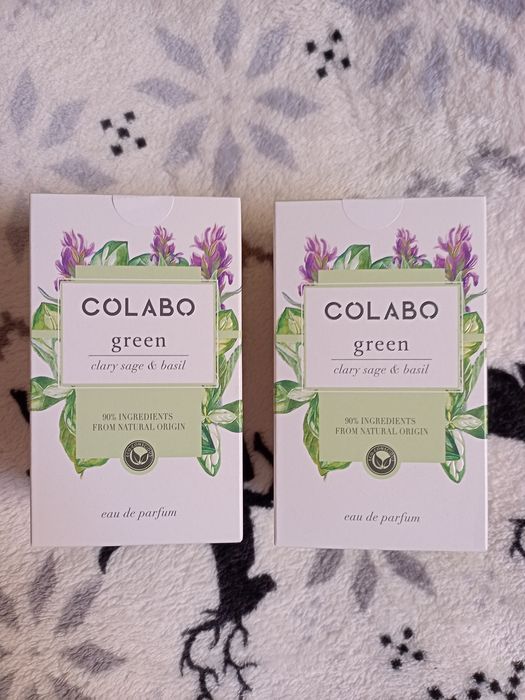 COLABO
green
clary sage & basil
90% INGREDIENTS
FROM NATURAL ORIGIN
eau de parfum
COLABO
green
clary sage & basil
90% INGREDIENTS
FROM NATURAL ORIGIN
eau de parfum